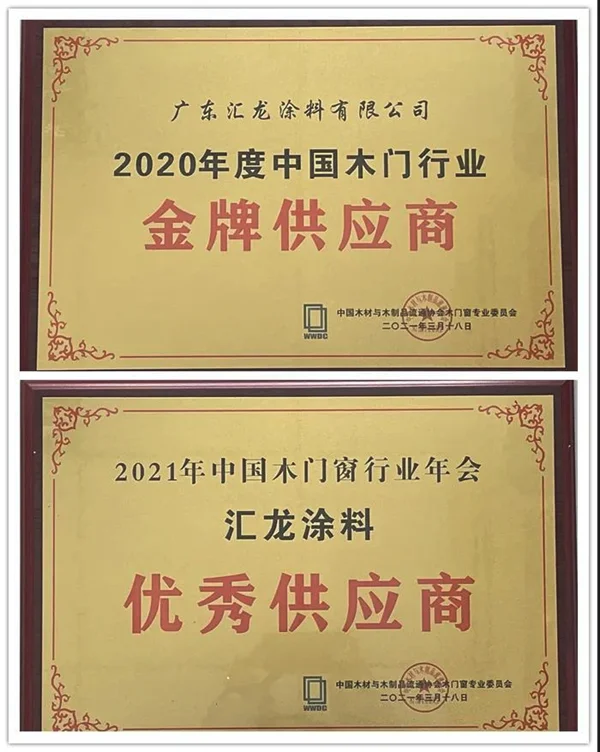 广东汇龙涂料有限公司
2020年度中国木门行业
金牌供应商
WWDC
中国木材与木制品流通协会木门窗专业委员会
二〇二一年三月十八日
2021年中国木门窗行业年会
汇龙涂料
优秀供应商
WWDC
中国木材与木制品流通协会木门窗专业委员会
二〇二一年三月十八日